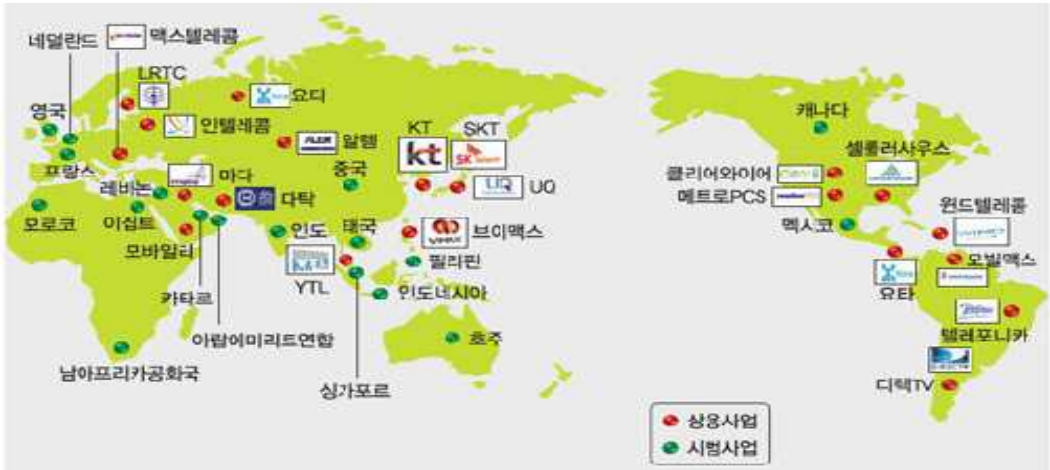 네덜란드
맥스텔레콤
LRTC
영국
요디
인텔레콤
KT
SKT
알템
kt
SK
프랑스
중국
UQ
UQ
레바논
마다
다탁
모로코
이집트
모바일리
인도
태국
브이맥스
VMAX
필리핀
YTL
인도네시아
카타르
아랍에미리트연합
호주
남아프리카공화국
싱가포르
캐나다
셀룰러사우스
클리어와이어
메트로PCS
멕시코
윈드텔레콤
모빌맥스
요타
텔레포니카
디렉TV
상용사업
시범사업